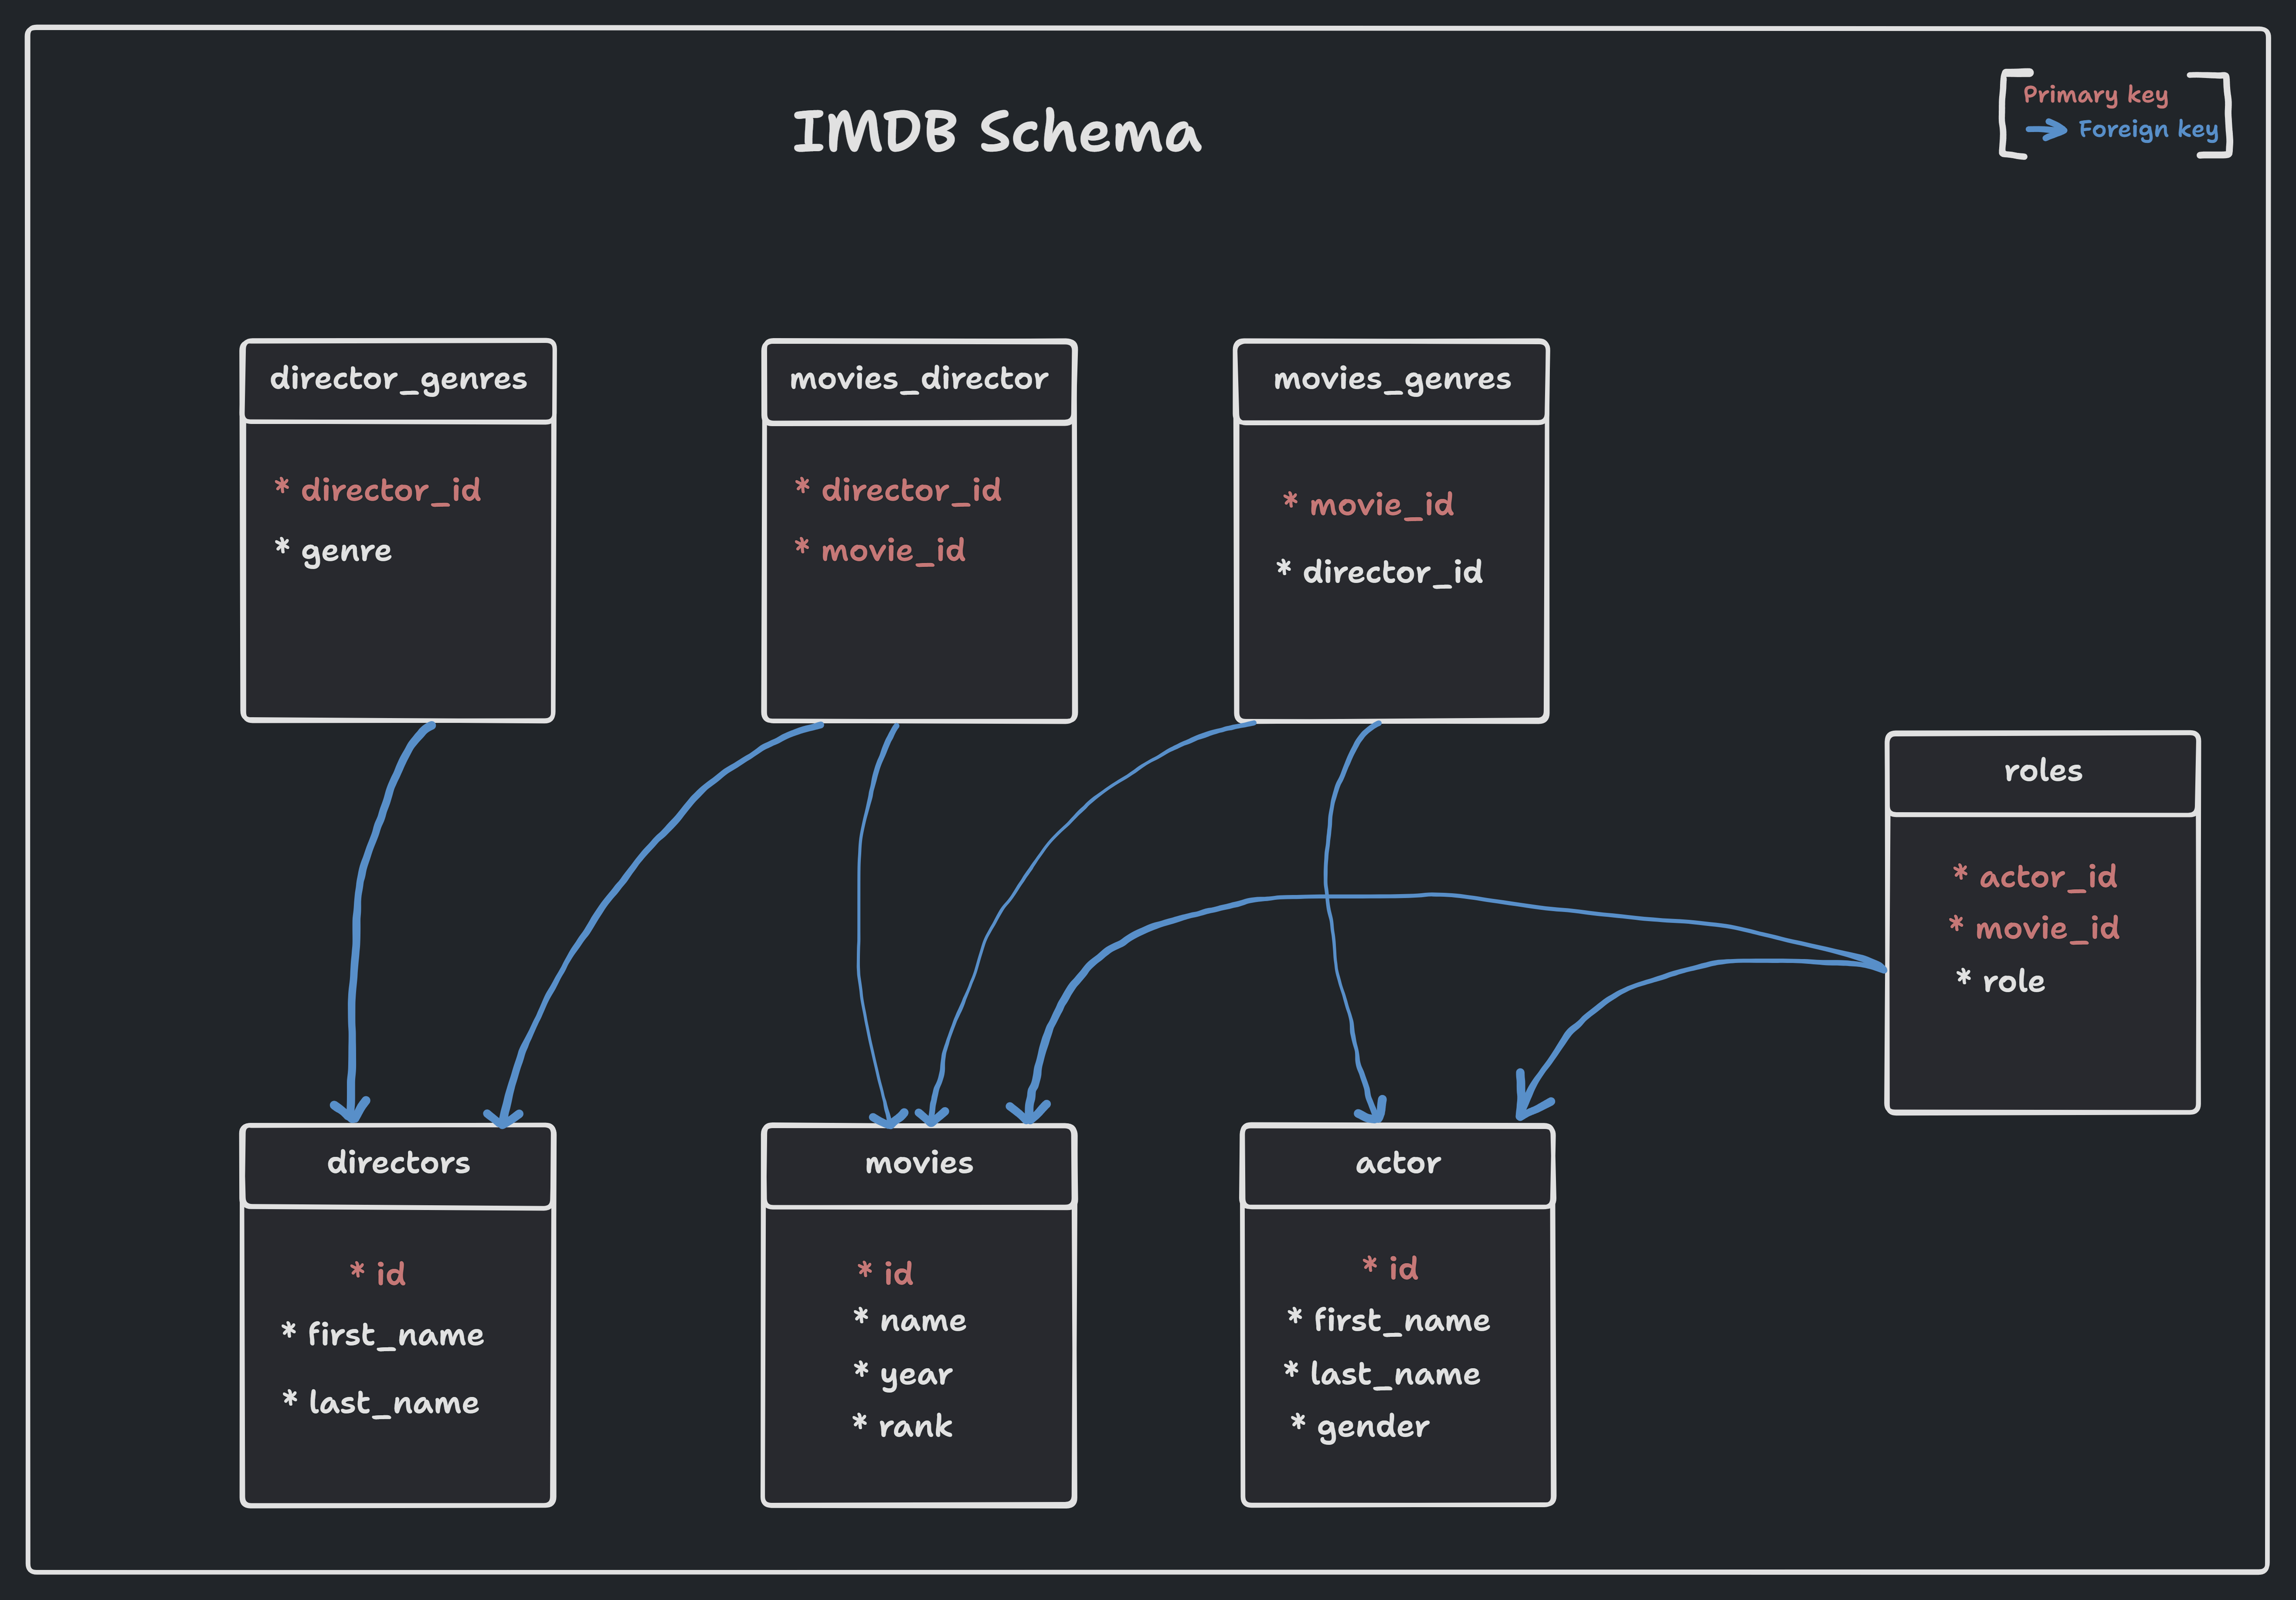 IMDB Schema
Primary key
Foreign key
director_genres
* director_id
* genre
movies_director
* director_id
* movie_id
movies_genres
* movie_id
* director_id
roles
* actor_id
* movie_id
* role
directors
* id
* first_name
* last_name
movies
* id
* name
* year
* rank
actor
* id
* first_name
* last_name
* gender